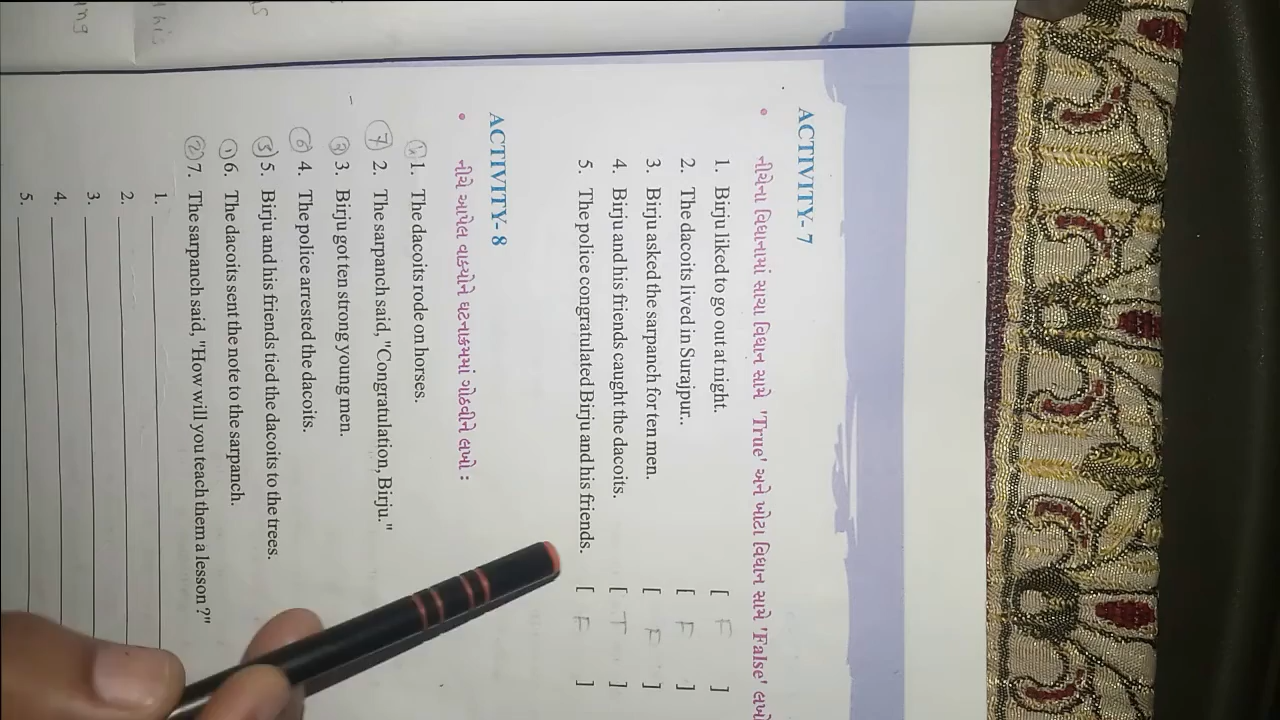 ACTIVITY- 7
• નીચેના વિધાનામાં સાચા વિધાન સામે 'True' અને ખોટા વિધાન સામે 'False' લખો
1. Birju liked to go out at night. [ F ]
2. The dacoits lived in Surajpur.. [ F ]
3. Birju asked the sarpanch for ten men. [ F ]
4. Birju and his friends caught the dacoits. [ T ]
5. The police congratulated Birju and his friends. [ F ]
ACTIVITY- 8
• નીચે આપેલ વાક્યોને ઘટનાક્રમમાં ગોઠવીને લખો :
1. The dacoits rode on horses.
7 2. The sarpanch said, "Congratulation, Birju."
3 3. Birju got ten strong young men.
6 4. The police arrested the dacoits.
5 5. Birju and his friends tied the dacoits to the trees.
1 6. The dacoits sent the note to the sarpanch.
2 7. The sarpanch said, "How will you teach them a lesson ?"
1.
2.
3.
4.
5.